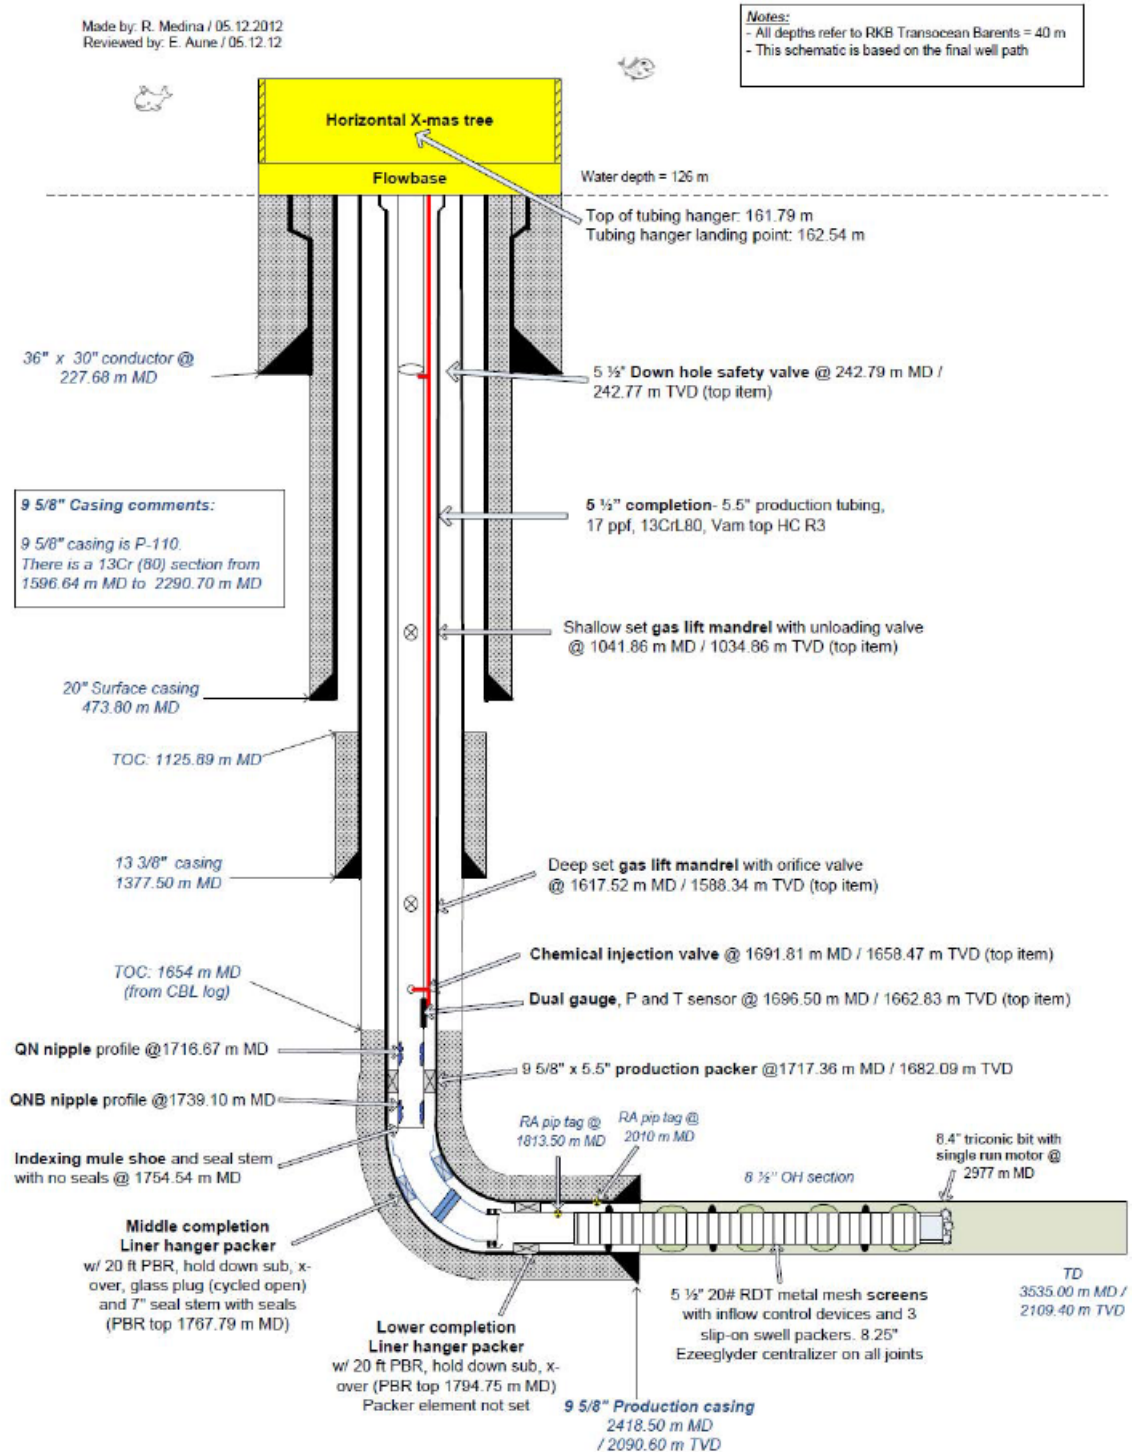 Made by: R. Medina / 05.12.2012
Reviewed by: E. Aune / 05.12.12
Notes:
- All depths refer to RKB Transocean Barents = 40 m
- This schematic is based on the final well path
Horizontal X-mas tree
Flowbase
Water depth = 126 m
Top of tubing hanger: 161.79 m
Tubing hanger landing point: 162.54 m
36" x 30" conductor @
227.68 m MD
5 ½" Down hole safety valve @ 242.79 m MD /
242.77 m TVD (top item)
9 5/8" Casing comments:
9 5/8" casing is P-110.
There is a 13Cr (80) section from
1596.64 m MD to 2290.70 m MD
5 ½" completion- 5.5" production tubing,
17 ppf, 13CrL80, Vam top HC R3
Shallow set gas lift mandrel with unloading valve
@ 1041.86 m MD / 1034.86 m TVD (top item)
20" Surface casing
473.80 m MD
TOC: 1125.89 m MD
13 3/8" casing
1377.50 m MD
Deep set gas lift mandrel with orifice valve
@ 1617.52 m MD / 1588.34 m TVD (top item)
Chemical injection valve @ 1691.81 m MD / 1658.47 m TVD (top item)
TOC: 1654 m MD
(from CBL log)
Dual gauge, P and T sensor @ 1696.50 m MD / 1662.83 m TVD (top item)
QN nipple profile @1716.67 m MD
9 5/8" x 5.5" production packer @1717.36 m MD / 1682.09 m TVD
QNB nipple profile @1739.10 m MD
RA pip tag @
1813.50 m MD
RA pip tag @
2010 m MD
8.4" triconic bit with
single run motor @
2977 m MD
Indexing mule shoe and seal stem
with no seals @ 1754.54 m MD
8 ½" OH section
Middle completion
Liner hanger packer
w/ 20 ft PBR, hold down sub, x-
over, glass plug (cycled open)
and 7" seal stem with seals
(PBR top 1767.79 m MD)
TD
3535.00 m MD /
2109.40 m TVD
5 ½" 20# RDT metal mesh screens
with inflow control devices and 3
slip-on swell packers. 8.25"
Ezeeglyder centralizer on all joints
Lower completion
Liner hanger packer
w/ 20 ft PBR, hold down sub, x-
over (PBR top 1794.75 m MD)
Packer element not set
9 5/8" Production casing
2418.50 m MD
/ 2090.60 m TVD